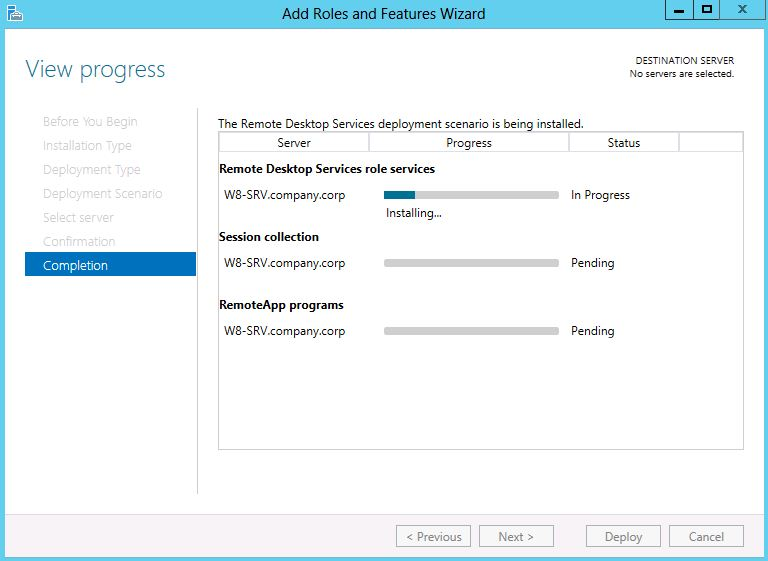 Add Roles and Features Wizard
View progress
DESTINATION SERVER
No servers are selected.
Before You Begin
Installation Type
Deployment Type
Deployment Scenario
Select server
Confirmation
Completion
The Remote Desktop Services deployment scenario is being installed.
Server Progress Status
Remote Desktop Services role services
W8-SRV.company.corp In Progress
Installing...
Session collection
W8-SRV.company.corp Pending
RemoteApp programs
W8-SRV.company.corp Pending
< Previous Next > Deploy Cancel